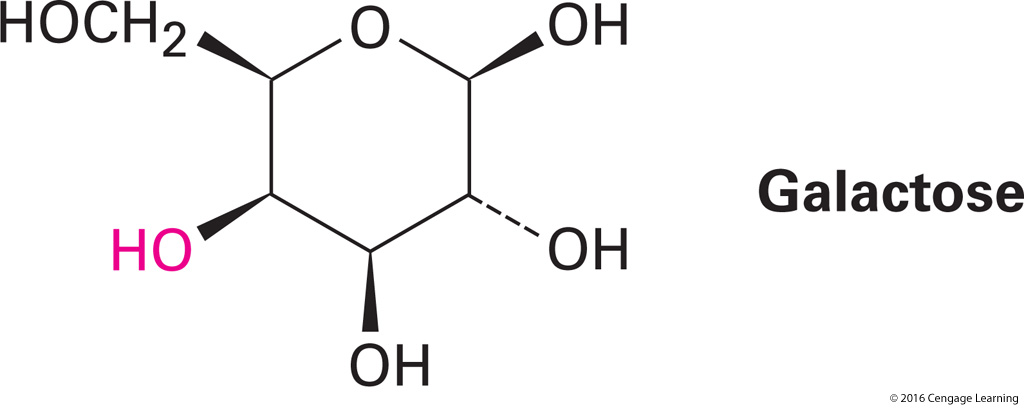 HOCH₂ O OH
Galactose
HO OH
OH
© 2016 Cengage Learning